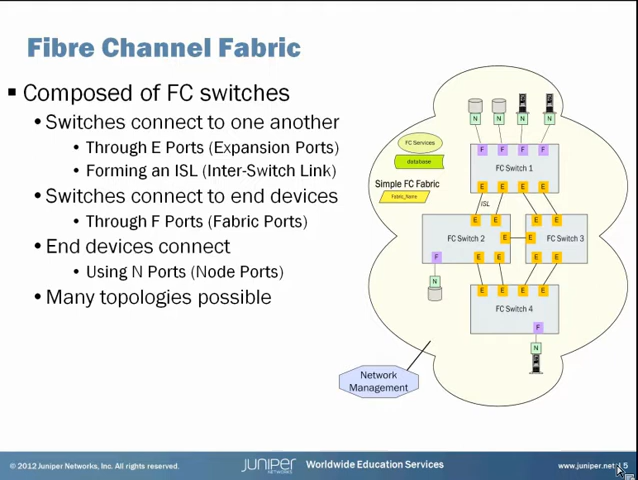 Fibre Channel Fabric
▪ Composed of FC switches
• Switches connect to one another
• Through E Ports (Expansion Ports)
• Forming an ISL (Inter-Switch Link)
• Switches connect to end devices
• Through F Ports (Fabric Ports)
• End devices connect
• Using N Ports (Node Ports)
• Many topologies possible
N N N N
FC Services
database
Simple FC Fabric
Fabric_Name
F F F F
FC Switch 1
E E E E
ISL
E E E E
FC Switch 2 E E FC Switch 3
F E E E E
N
E E E E
FC Switch 4
F
N
Network
Management
© 2012 Juniper Networks, Inc. All rights reserved.
JUNIPER
NETWORKS
Worldwide Education Services
www.juniper.net